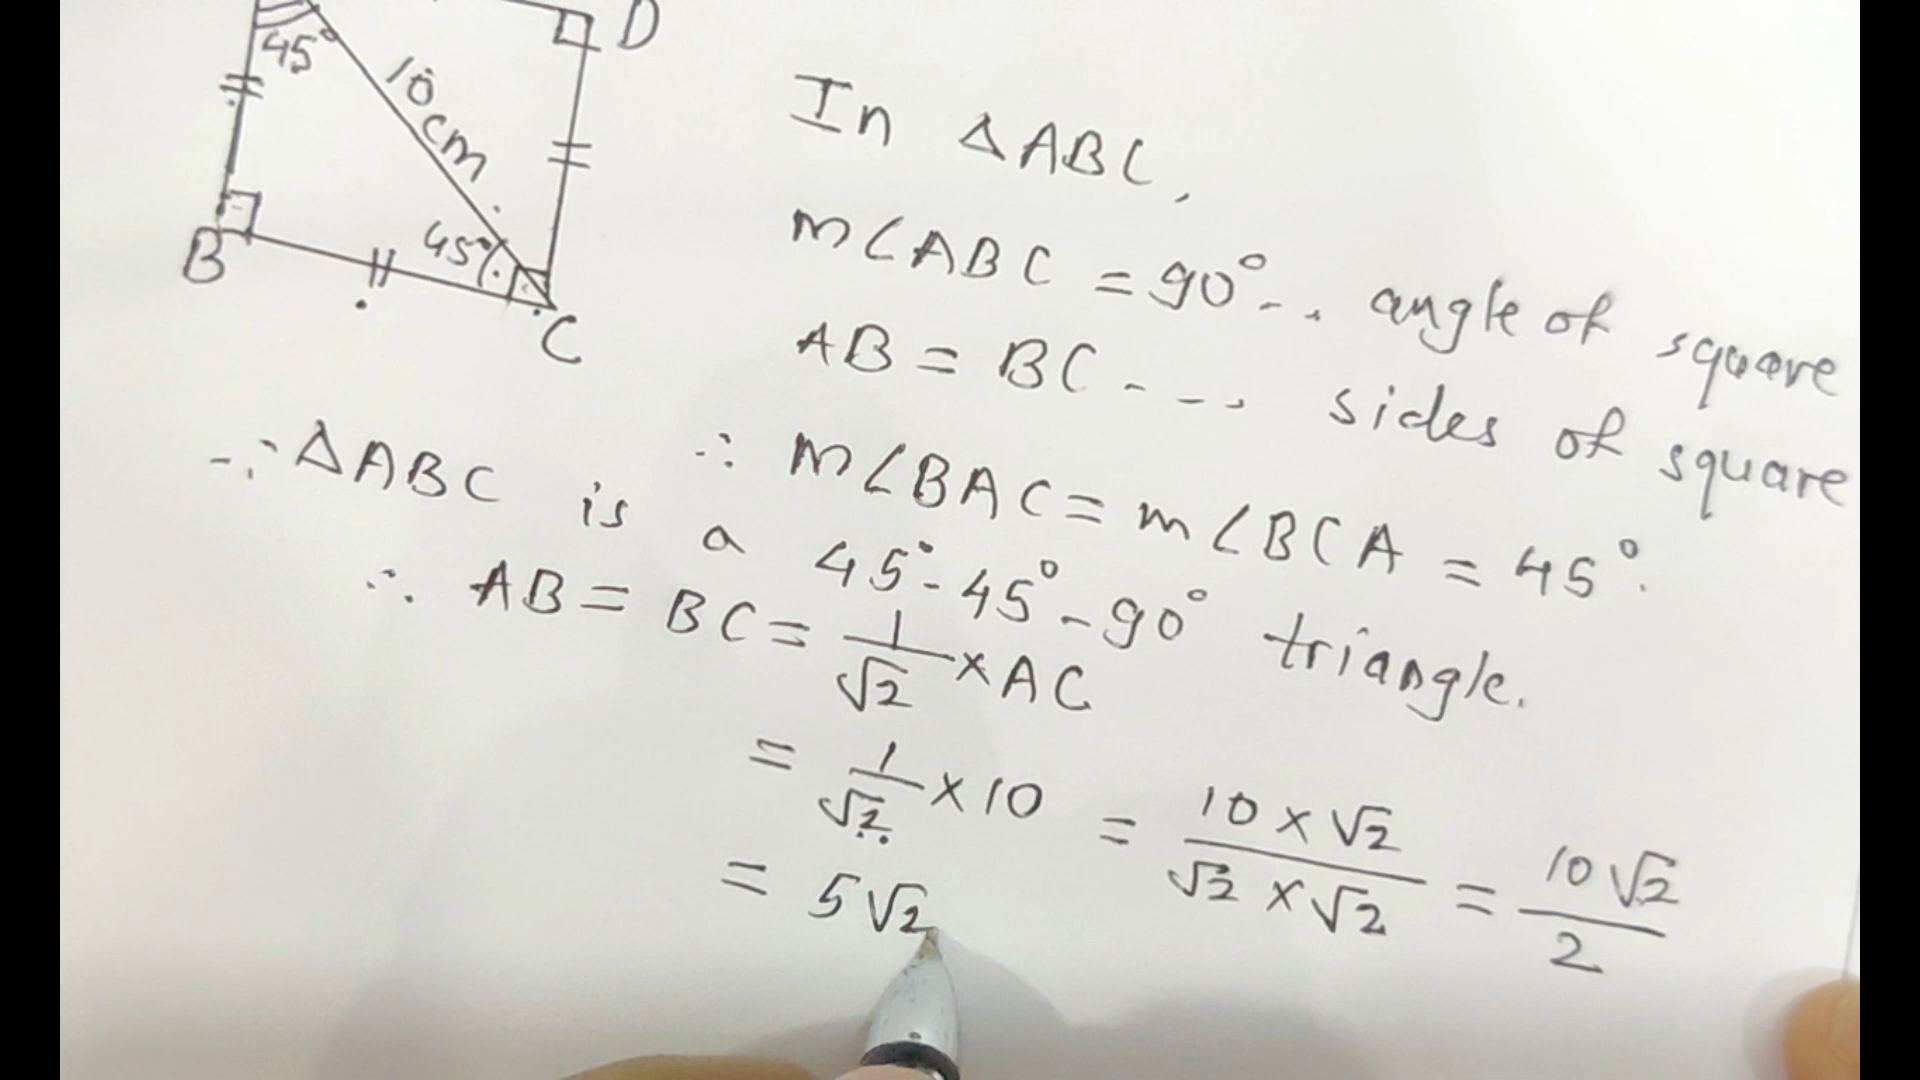 45°
D
10 cm
B
45°
C
In △ABC,
m∠ABC = 90° - . . angle of square
AB = BC - - - . sides of square
∴ m∠BAC = m∠BCA = 45°.
∴ △ABC is a 45°-45°-90° triangle.
∴ AB = BC = 1/√2 × AC
= 1/√2 × 10 = 10 × √2 / √2 × √2 = 10√2 / 2
= 5√2